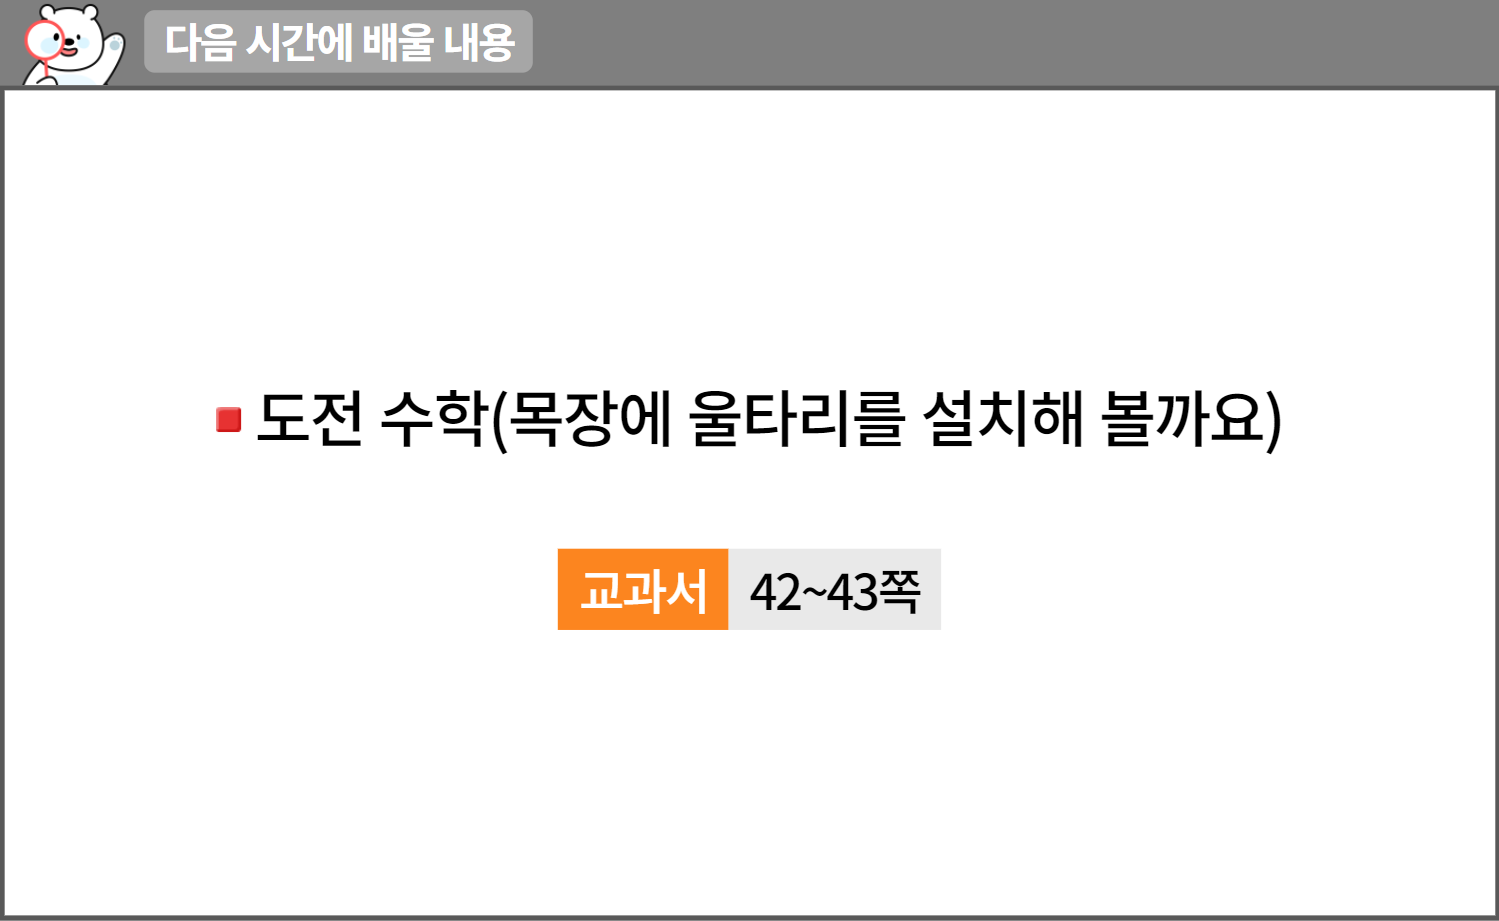 다음 시간에 배울 내용
도전 수학(목장에 울타리를 설치해 볼까요)
교과서 42~43쪽